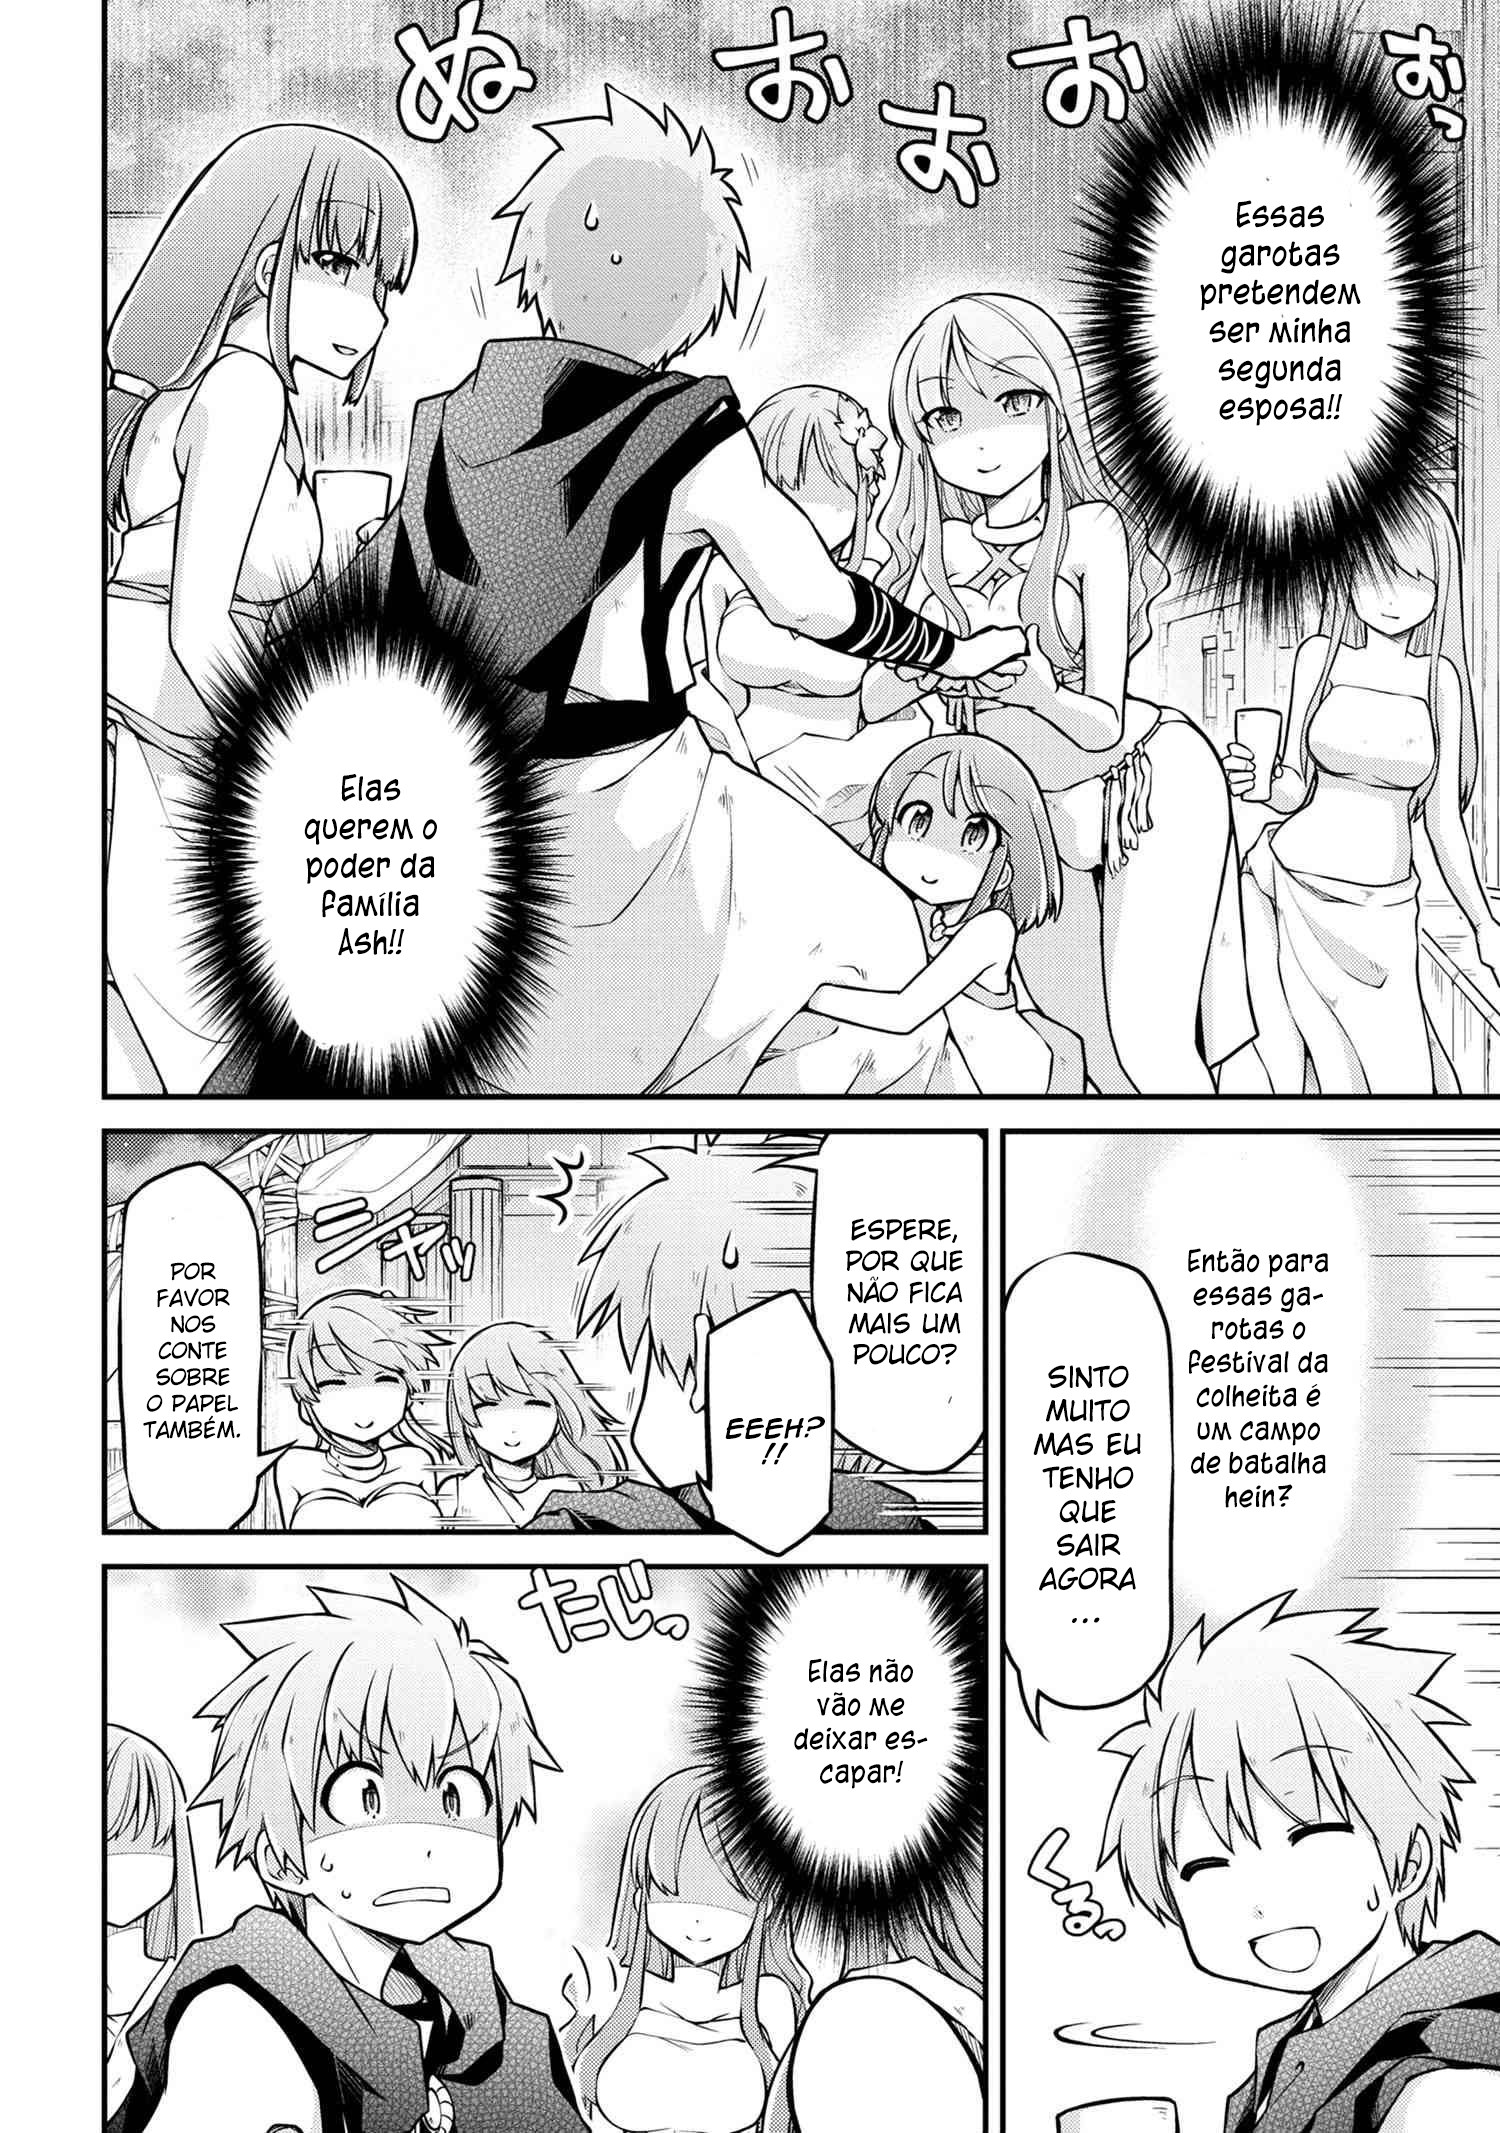 ぬおおおおっ
Essas
garotas
pretendem
ser minha
segunda
esposa!!
Elas
querem o
poder da
família
Ash!!
Então para
essas ga-
rotas o
festival da
colheita é
um campo
de batalha
hein?
SINTO
MUITO
MAS EU
TENHO
QUE
SAIR
AGORA
...
くるっ
ESPERE,
POR QUE
NÃO FICA
MAIS UM
POUCO?
EEEH?
!!
ニャッ
POR
FAVOR
NOS
CONTE
SOBRE
O PAPEL
TAMBÉM.
Elas não
vão me
deixar es-
capar!
たじっ